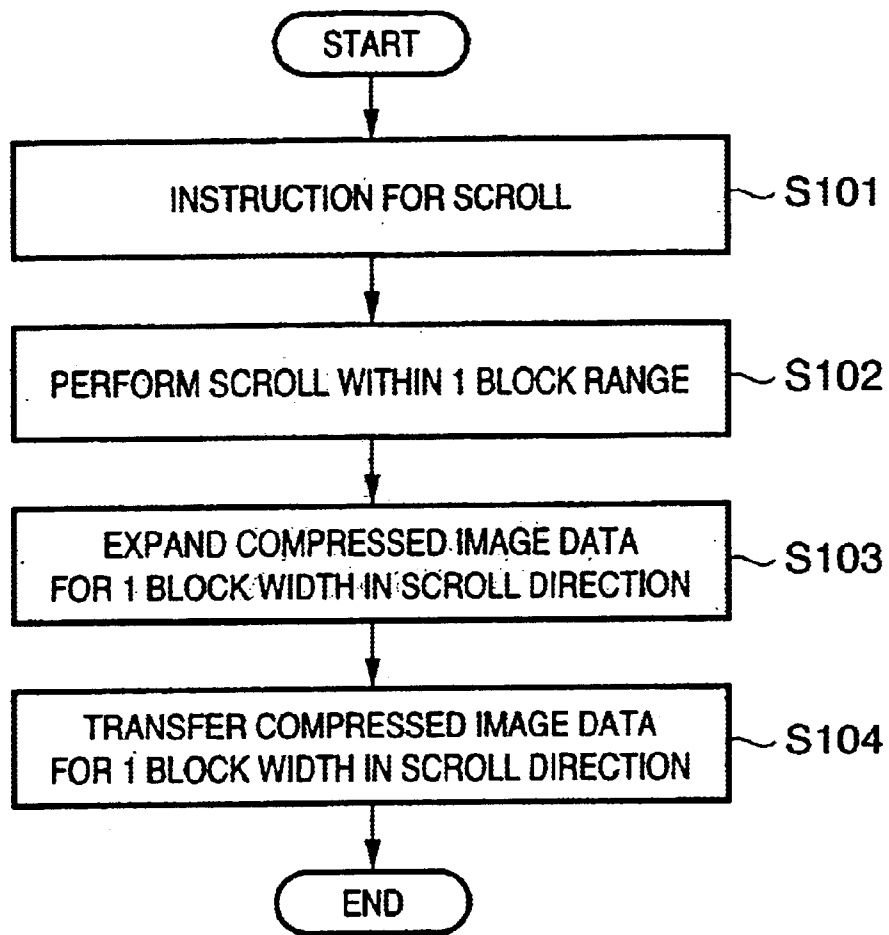 START
INSTRUCTION FOR SCROLL
S101
PERFORM SCROLL WITHIN 1 BLOCK RANGE
S102
EXPAND COMPRESSED IMAGE DATA
FOR 1 BLOCK WIDTH IN SCROLL DIRECTION
S103
TRANSFER COMPRESSED IMAGE DATA
FOR 1 BLOCK WIDTH IN SCROLL DIRECTION
S104
END